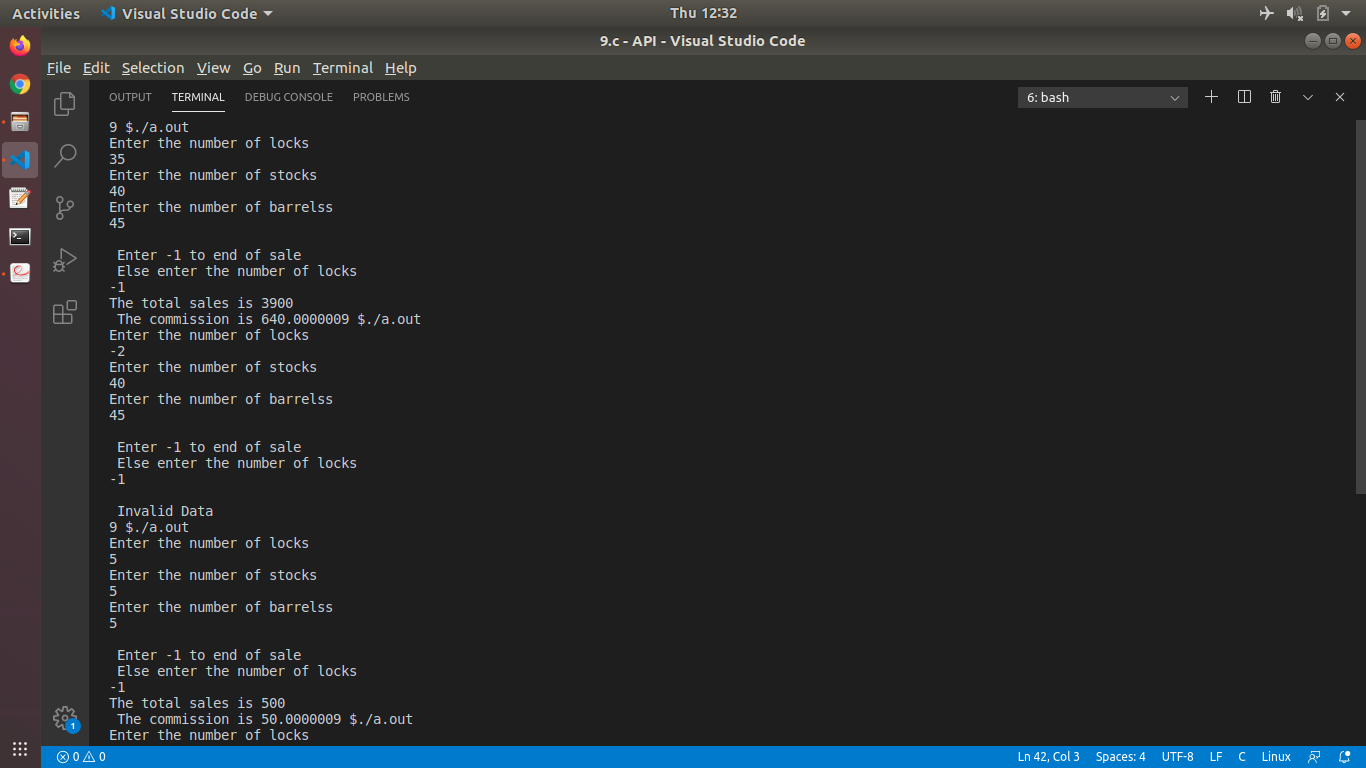 Activities Visual Studio Code Thu 12:32
9.c - API - Visual Studio Code
File Edit Selection View Go Run Terminal Help
OUTPUT TERMINAL DEBUG CONSOLE PROBLEMS 6: bash
9 $./a.out
Enter the number of locks
35
Enter the number of stocks
40
Enter the number of barrelss
45
Enter -1 to end of sale
Else enter the number of locks
-1
The total sales is 3900
The commission is 640.0000009 $./a.out
Enter the number of locks
-2
Enter the number of stocks
40
Enter the number of barrelss
45
Enter -1 to end of sale
Else enter the number of locks
-1
Invalid Data
9 $./a.out
Enter the number of locks
5
Enter the number of stocks
5
Enter the number of barrelss
5
Enter -1 to end of sale
Else enter the number of locks
-1
The total sales is 500
The commission is 50.0000009 $./a.out
Enter the number of locks
1
0 0 Ln 42, Col 3 Spaces: 4 UTF-8 LF C Linux